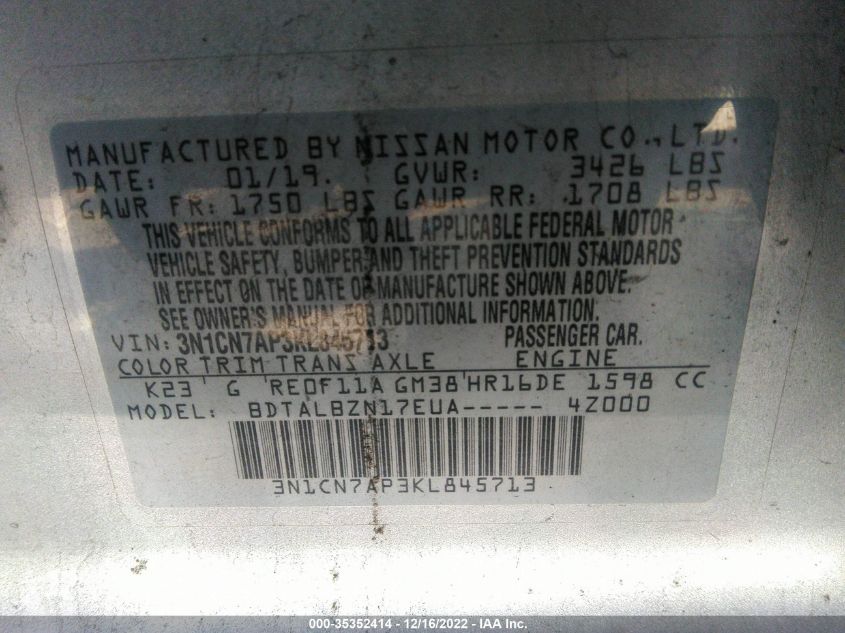 MANUFACTURED BY NISSAN MOTOR CO., LTD.
DATE: 01/19. GVWR: 3426 LBS
GAWR FR: 1750 LBS GAWR RR: 1708 LBS
THIS VEHICLE CONFORMS TO ALL APPLICABLE FEDERAL MOTOR
VEHICLE SAFETY, BUMPER AND THEFT PREVENTION STANDARDS
IN EFFECT ON THE DATE OF MANUFACTURE SHOWN ABOVE.
SEE OWNER'S MANUAL FOR ADDITIONAL INFORMATION.
VIN: 3N1CN7AP3KL845713 PASSENGER CAR.
COLOR TRIM TRANS AXLE ENGINE
K23 G RE0F11A GM38 HR16DE 1598 CC
MODEL: BDTALBZN17EUA----- 4Z000
3N1CN7AP3KL845713
000-35352414 - 12/16/2022 - IAA Inc.